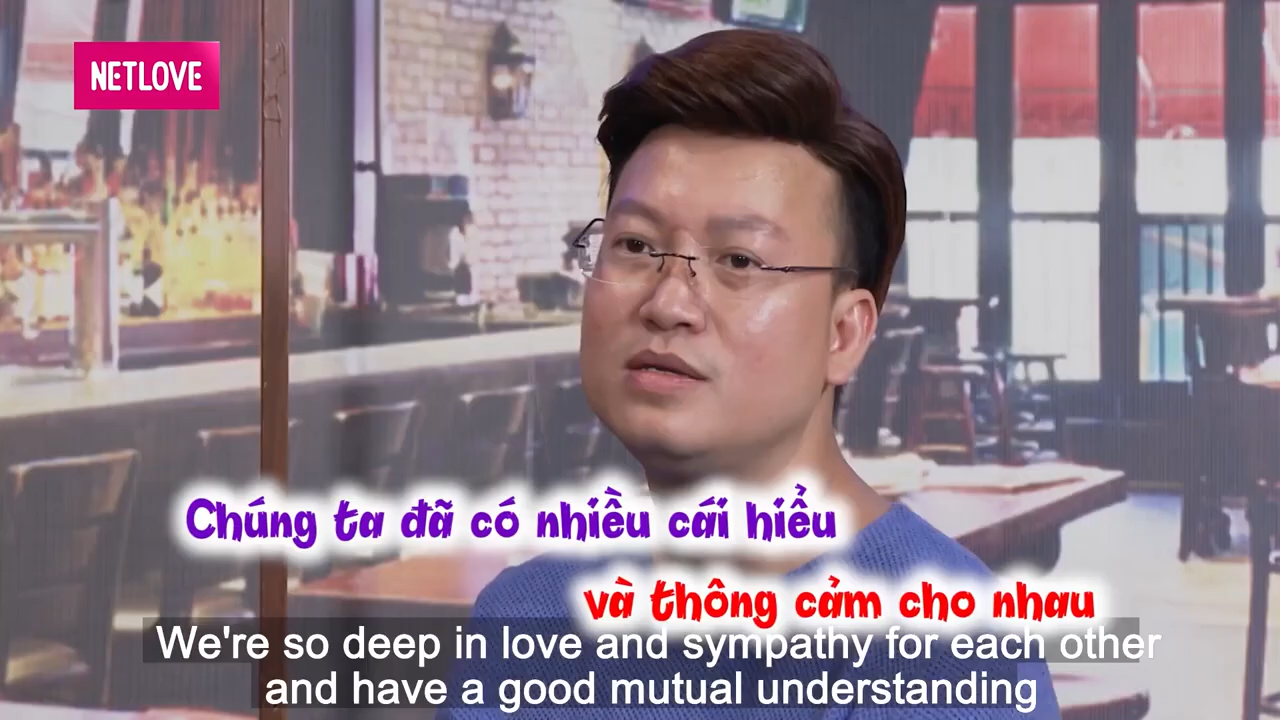 NETLOVE
Chúng ta đã có nhiều cái hiểu
và thông cảm cho nhau
We're so deep in love and sympathy for each other
and have a good mutual understanding